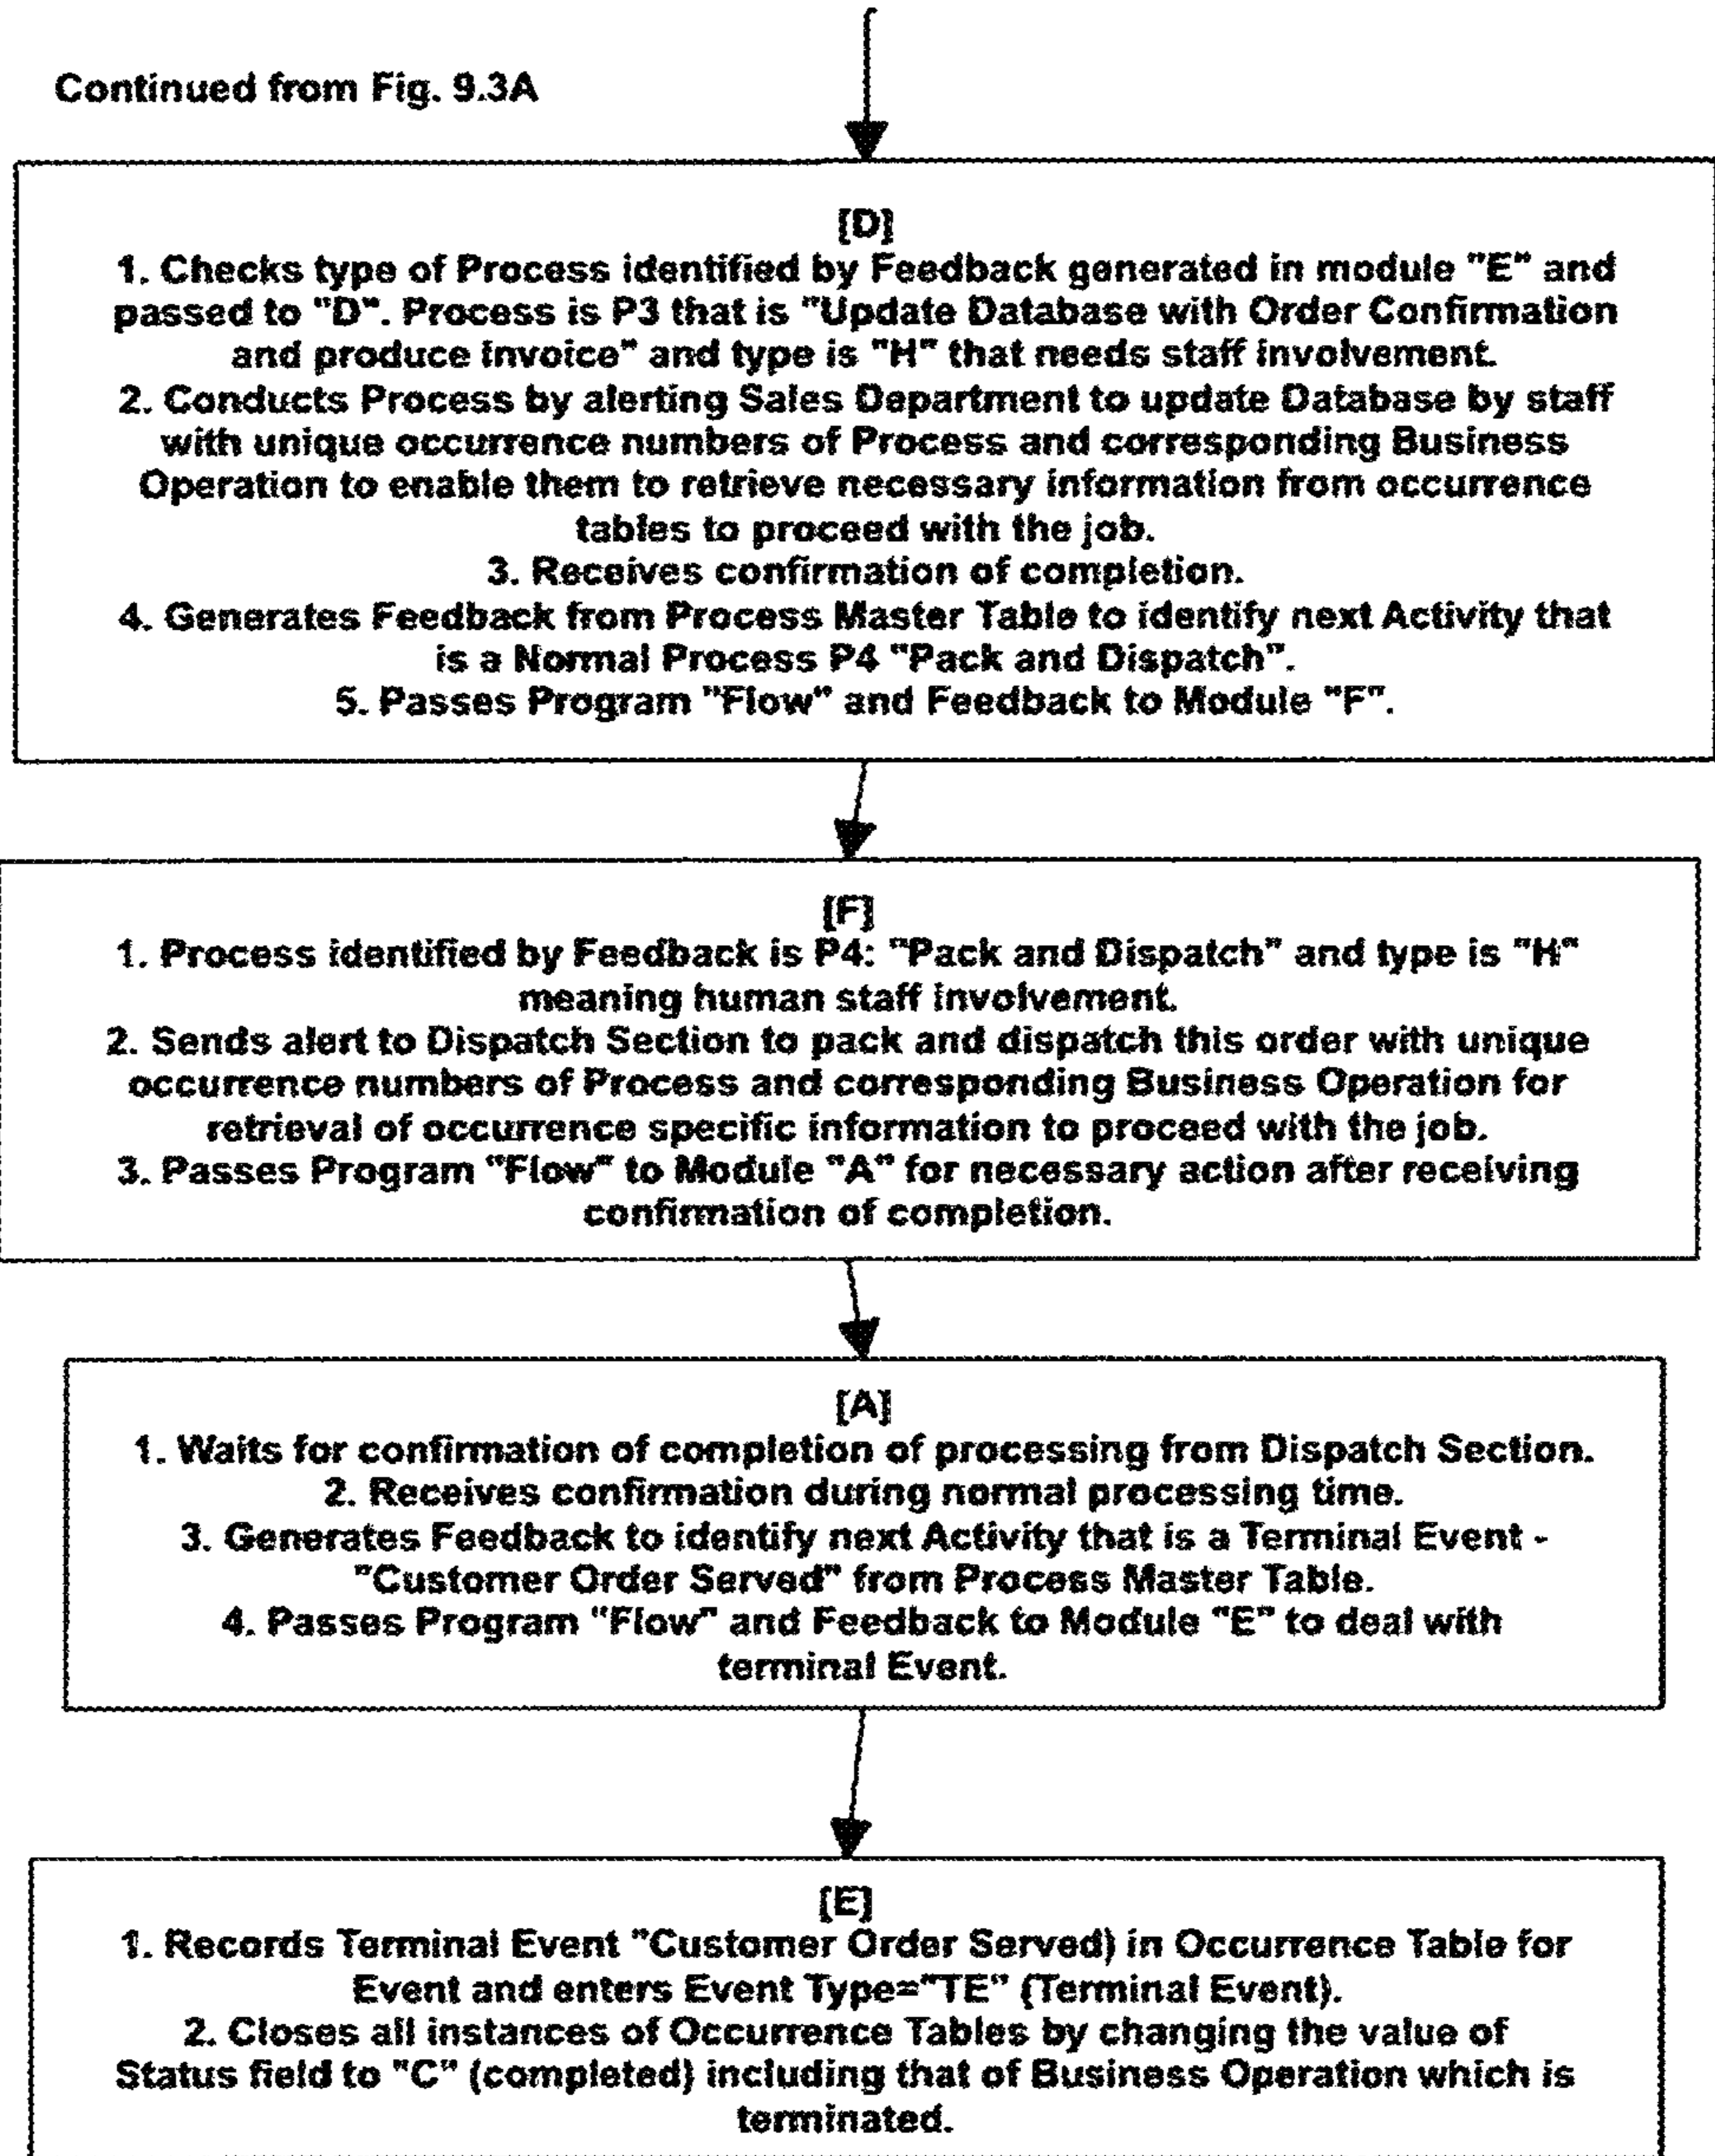 Continued from Fig. 9.3A
[D]
1. Checks type of Process identified by Feedback generated in module "E" and
passed to "D". Process is P3 that is "Update Database with Order Confirmation
and produce Invoice" and type is "H" that needs staff involvement.
2. Conducts Process by alerting Sales Department to update Database by staff
with unique occurrence numbers of Process and corresponding Business
Operation to enable them to retrieve necessary information from occurrence
tables to proceed with the job.
3. Receives confirmation of completion.
4. Generates Feedback from Process Master Table to identify next Activity that
is a Normal Process P4 "Pack and Dispatch".
5. Passes Program "Flow" and Feedback to Module "F".
[F]
1. Process identified by Feedback is P4: "Pack and Dispatch" and type is "H"
meaning human staff involvement.
2. Sends alert to Dispatch Section to pack and dispatch this order with unique
occurrence numbers of Process and corresponding Business Operation for
retrieval of occurrence specific information to proceed with the job.
3. Passes Program "Flow" to Module "A" for necessary action after receiving
confirmation of completion.
[A]
1. Waits for confirmation of completion of processing from Dispatch Section.
2. Receives confirmation during normal processing time.
3. Generates Feedback to identify next Activity that is a Terminal Event -
"Customer Order Served" from Process Master Table.
4. Passes Program "Flow" and Feedback to Module "E" to deal with
terminal Event.
[E]
1. Records Terminal Event "Customer Order Served) in Occurrence Table for
Event and enters Event Type="TE" (Terminal Event).
2. Closes all instances of Occurrence Tables by changing the value of
Status field to "C" (completed) including that of Business Operation which is
terminated.